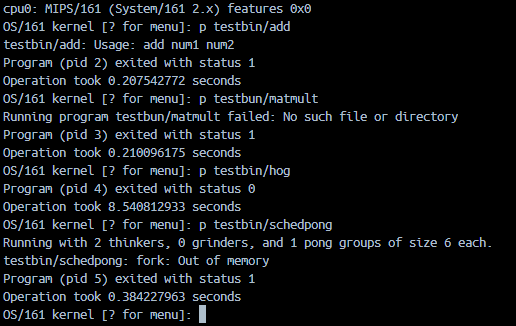 cpu0: MIPS/161 (System/161 2.x) features 0x0
OS/161 kernel [? for menu]: p testbin/add
testbin/add: Usage: add num1 num2
Program (pid 2) exited with status 1
Operation took 0.207542772 seconds
OS/161 kernel [? for menu]: p testbun/matmult
Running program testbun/matmult failed: No such file or directory
Program (pid 3) exited with status 1
Operation took 0.210096175 seconds
OS/161 kernel [? for menu]: p testbin/hog
Program (pid 4) exited with status 0
Operation took 8.540812933 seconds
OS/161 kernel [? for menu]: p testbin/schedpong
Running with 2 thinkers, 0 grinders, and 1 pong groups of size 6 each.
testbin/schedpong: fork: Out of memory
Program (pid 5) exited with status 1
Operation took 0.384227963 seconds
OS/161 kernel [? for menu]: